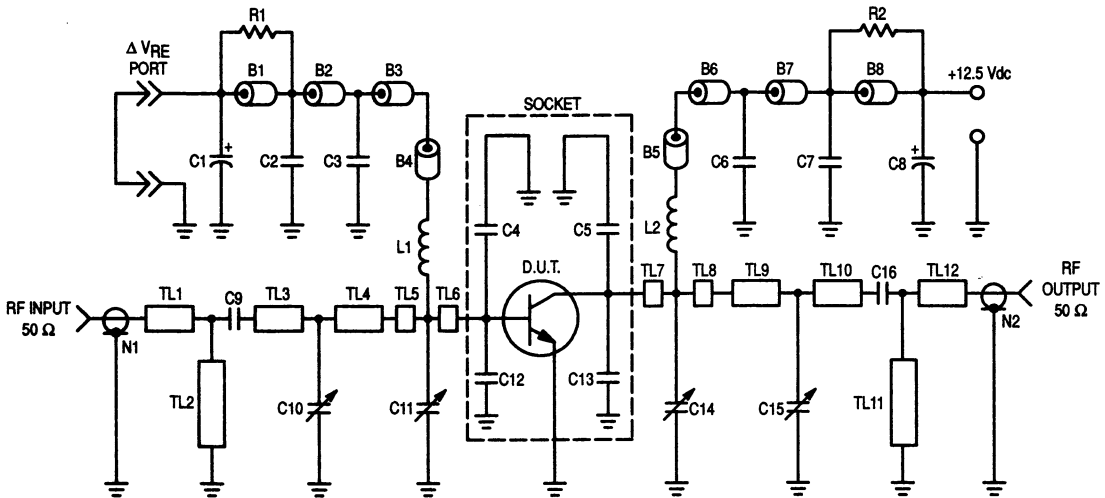 R1
R2
Δ VRE
PORT
B1
B2
B3
B6
B7
B8
+12.5 Vdc
SOCKET
C1
+
C2
C3
B4
B5
C6
C7
C8
+
L1
C4
C5
L2
D.U.T.
RF INPUT
50 Ω
N1
TL1
C9
TL3
TL4
TL5
TL6
TL7
TL8
TL9
TL10
C16
TL12
RF
OUTPUT
50 Ω
N2
TL2
C10
C11
C12
C13
C14
C15
TL11